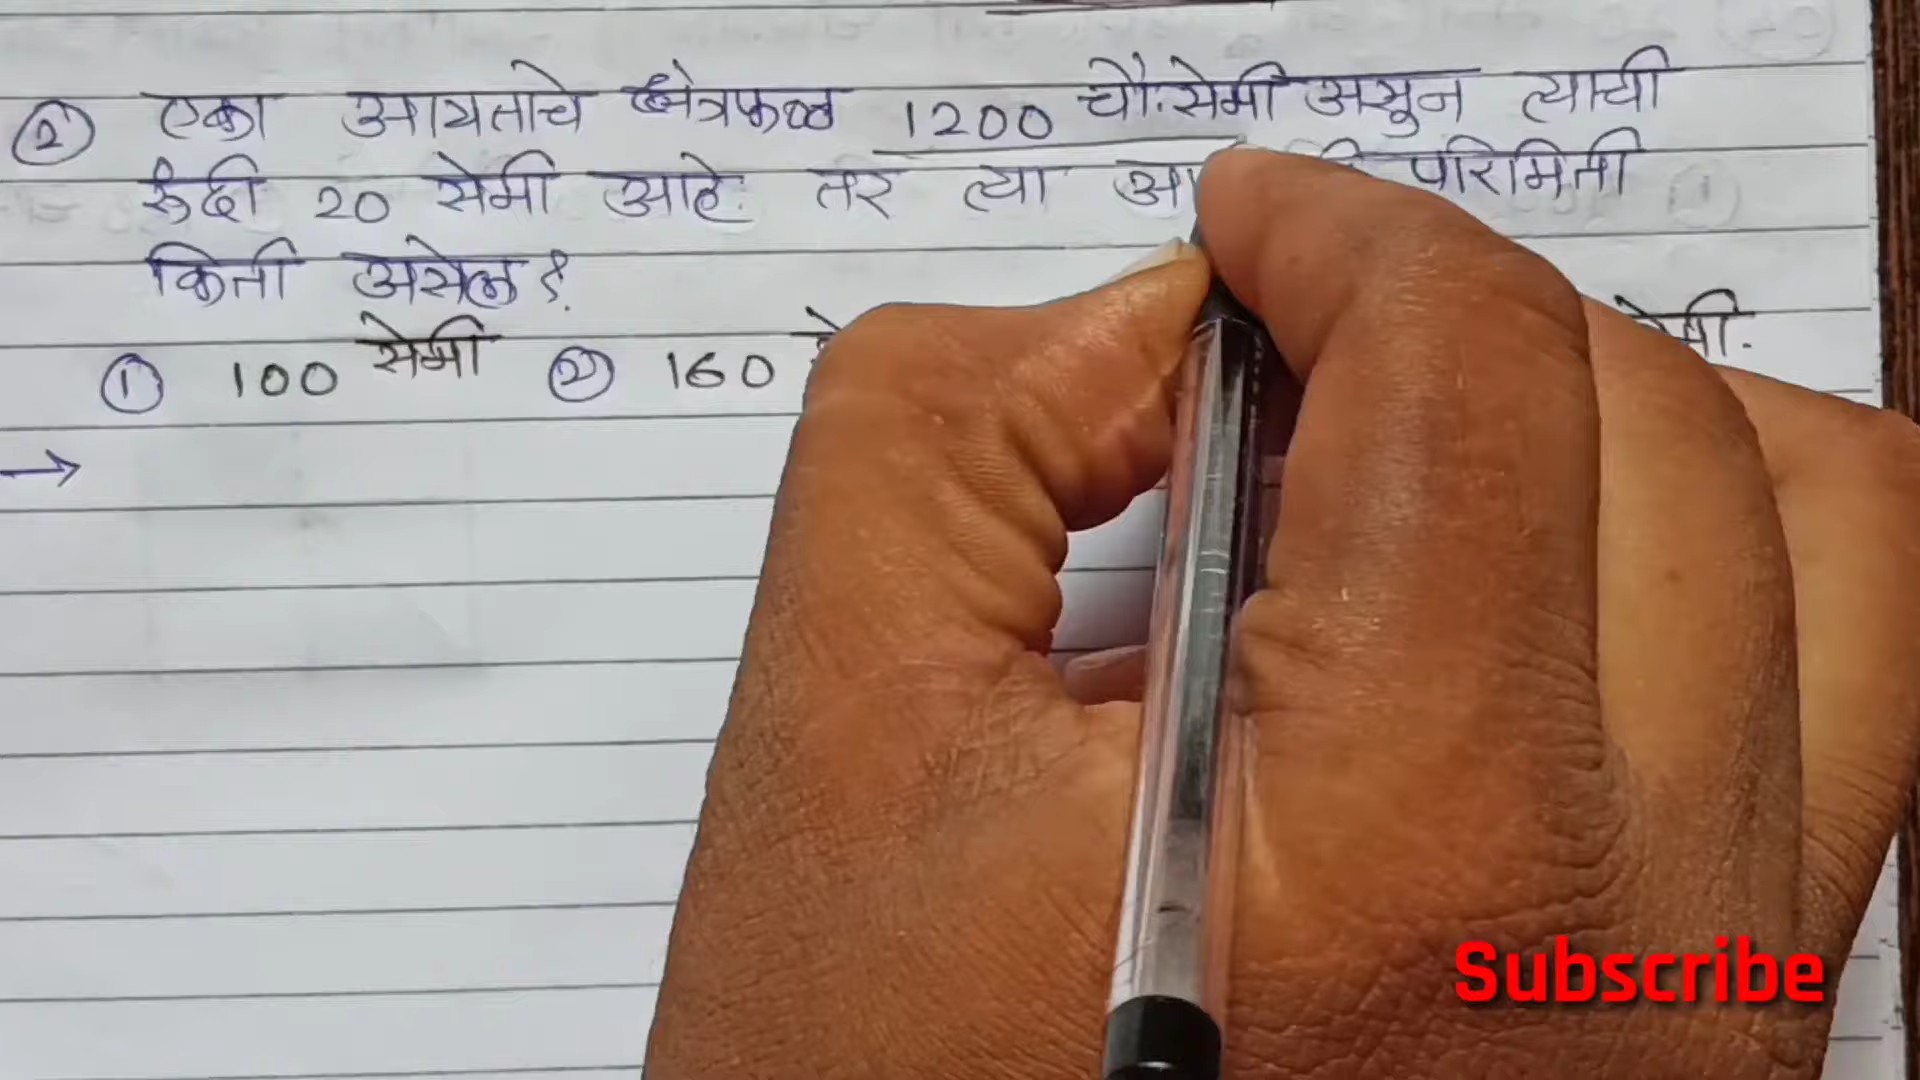 ② एका आयताचे क्षेत्रफळ 1200 चौ.सेमी असून त्याची
रुंदी 20 सेमी आहे. तर त्या परिमिती
किती असेल?
① 100 सेमी ② 160
Subscribe